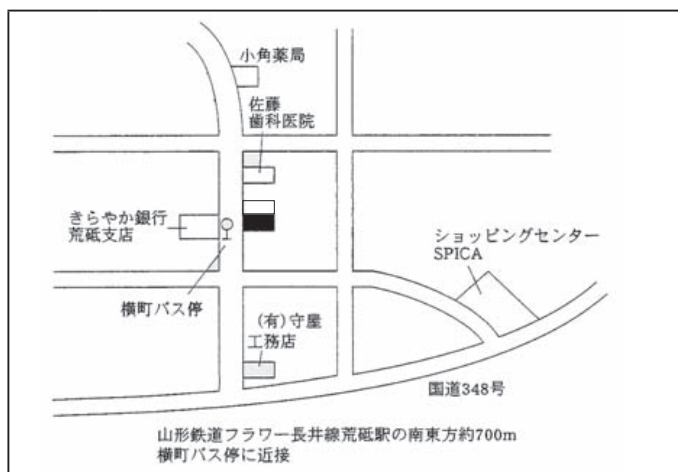 小角薬局
佐藤
歯科医院
きらやか銀行
荒砥支店
ショッピングセンター
SPICA
横町バス停
(有)守屋
工務店
国道348号
山形鉄道フラワー長井線荒砥駅の南東方約700m
横町バス停に近接